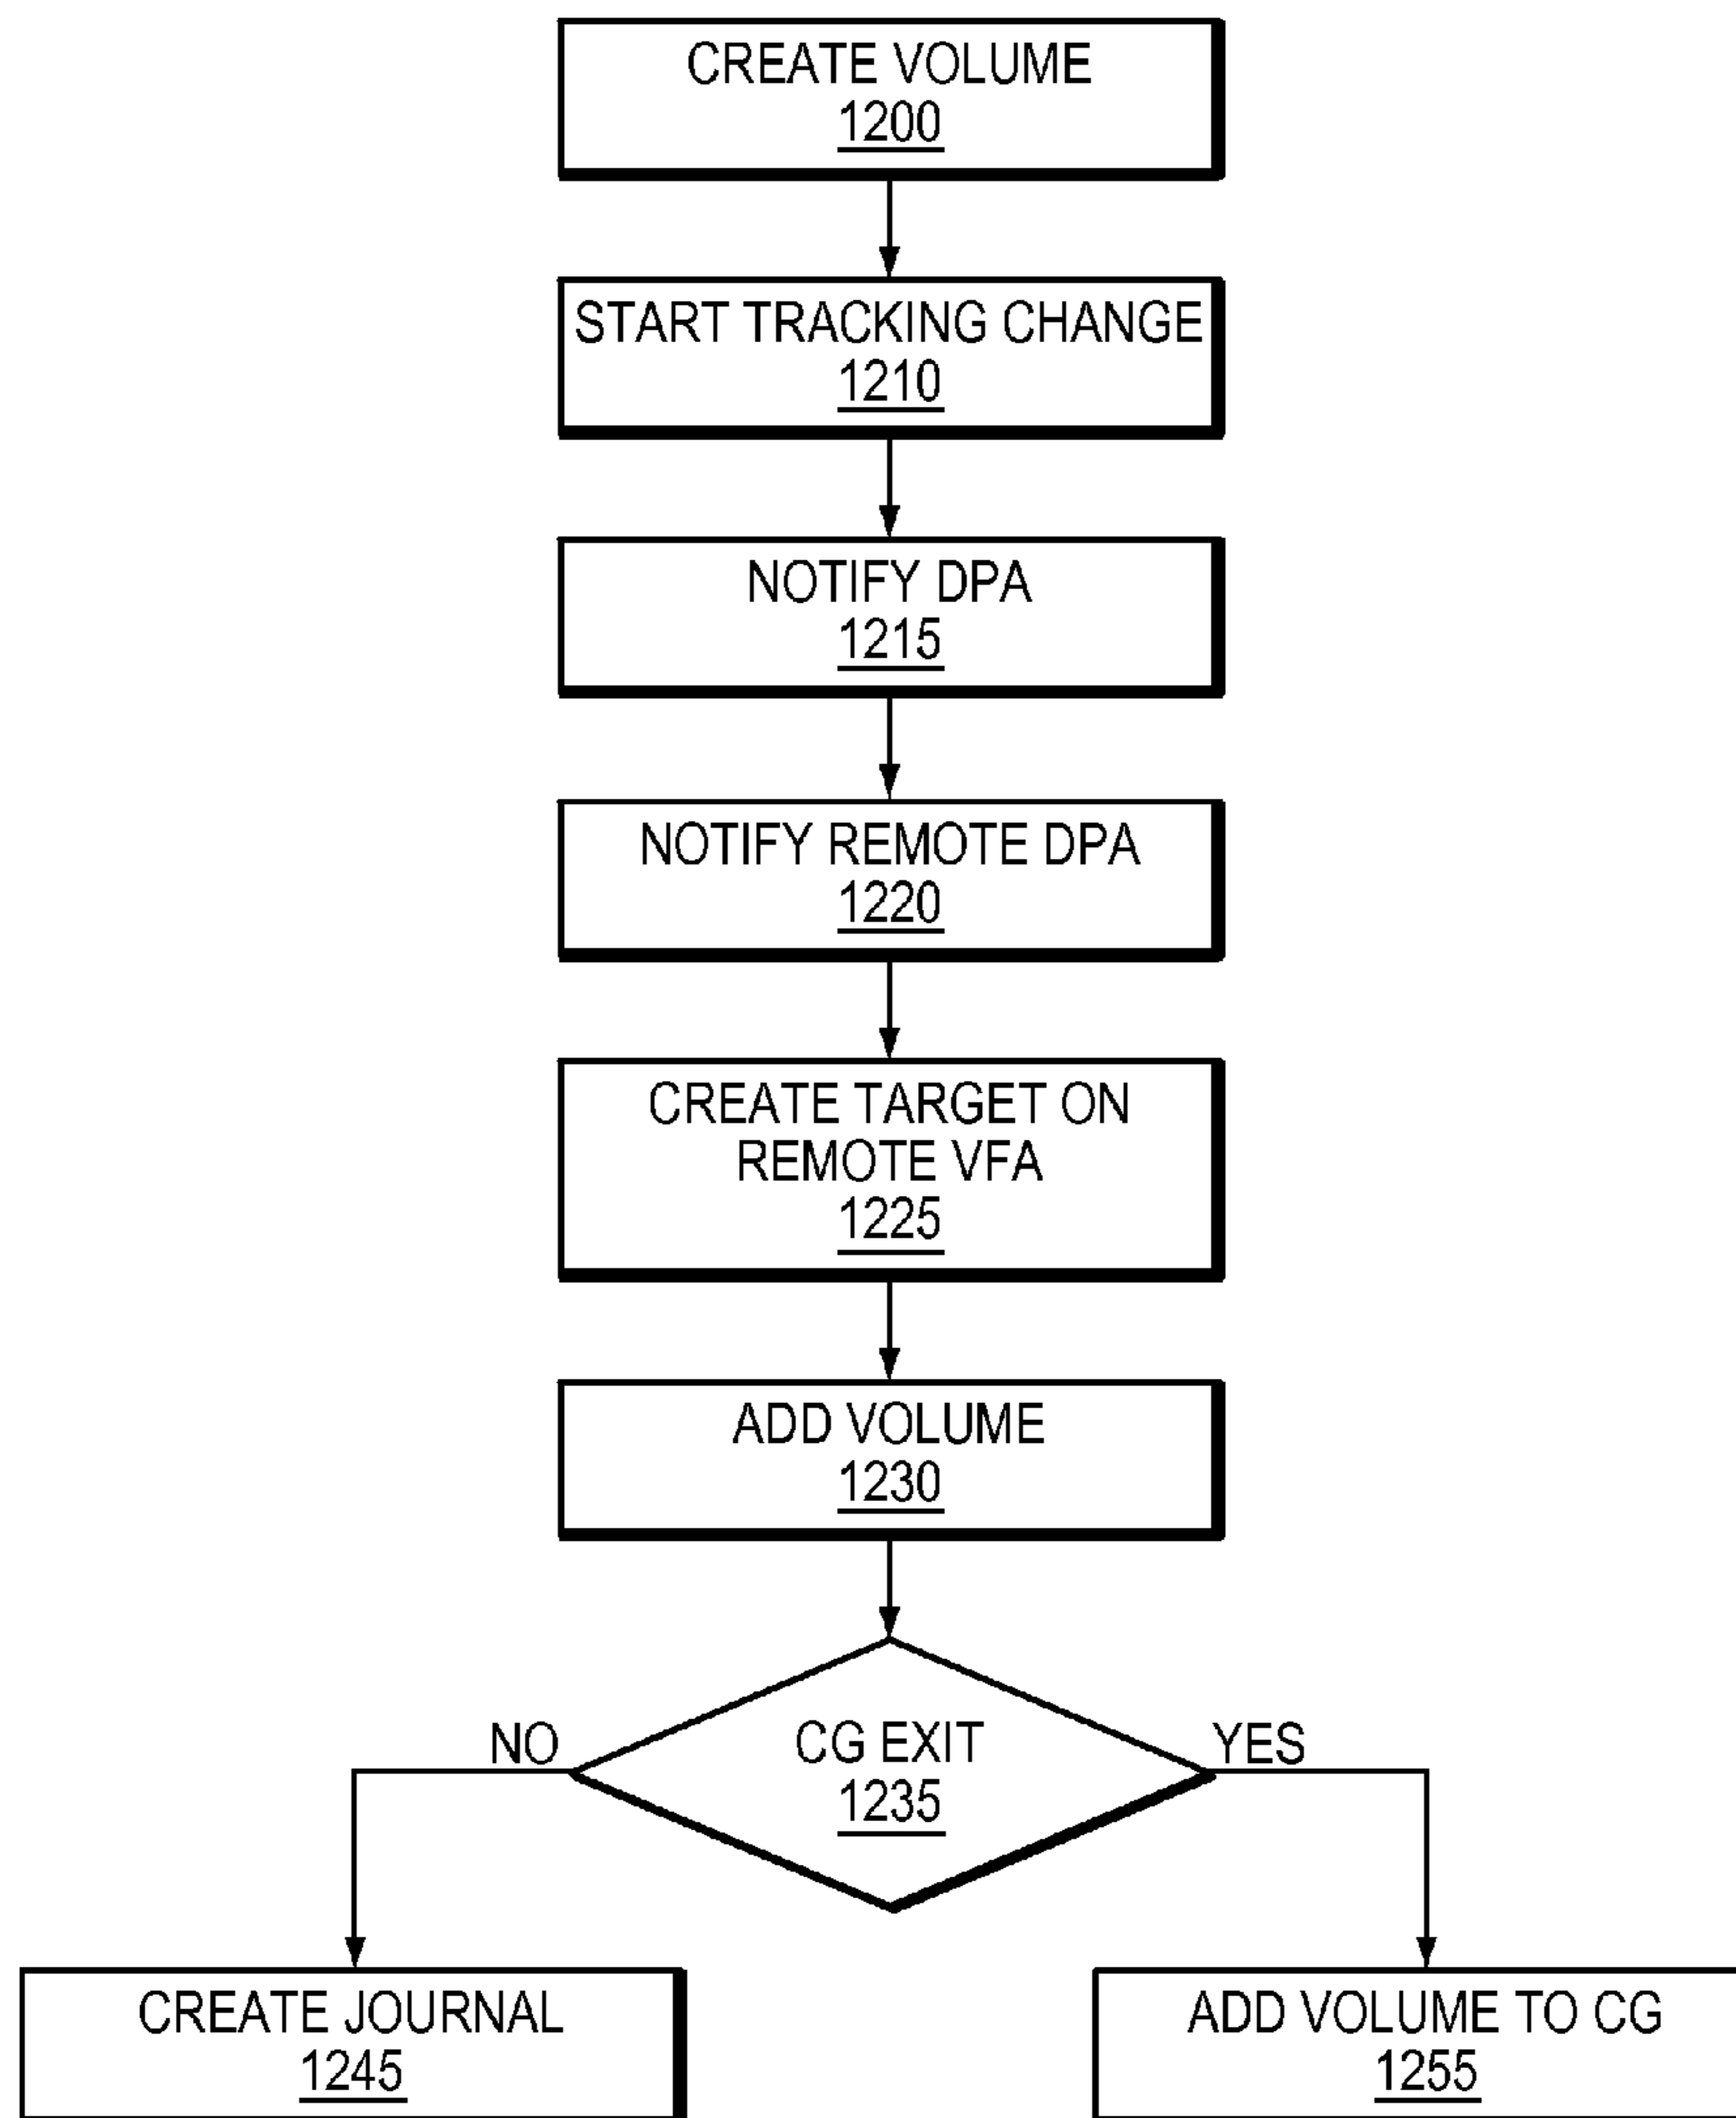 CREATE VOLUME
1200
START TRACKING CHANGE
1210
NOTIFY DPA
1215
NOTIFY REMOTE DPA
1220
CREATE TARGET ON
REMOTE VFA
1225
ADD VOLUME
1230
CG EXIT
1235
NO
YES
CREATE JOURNAL
1245
ADD VOLUME TO CG
1255